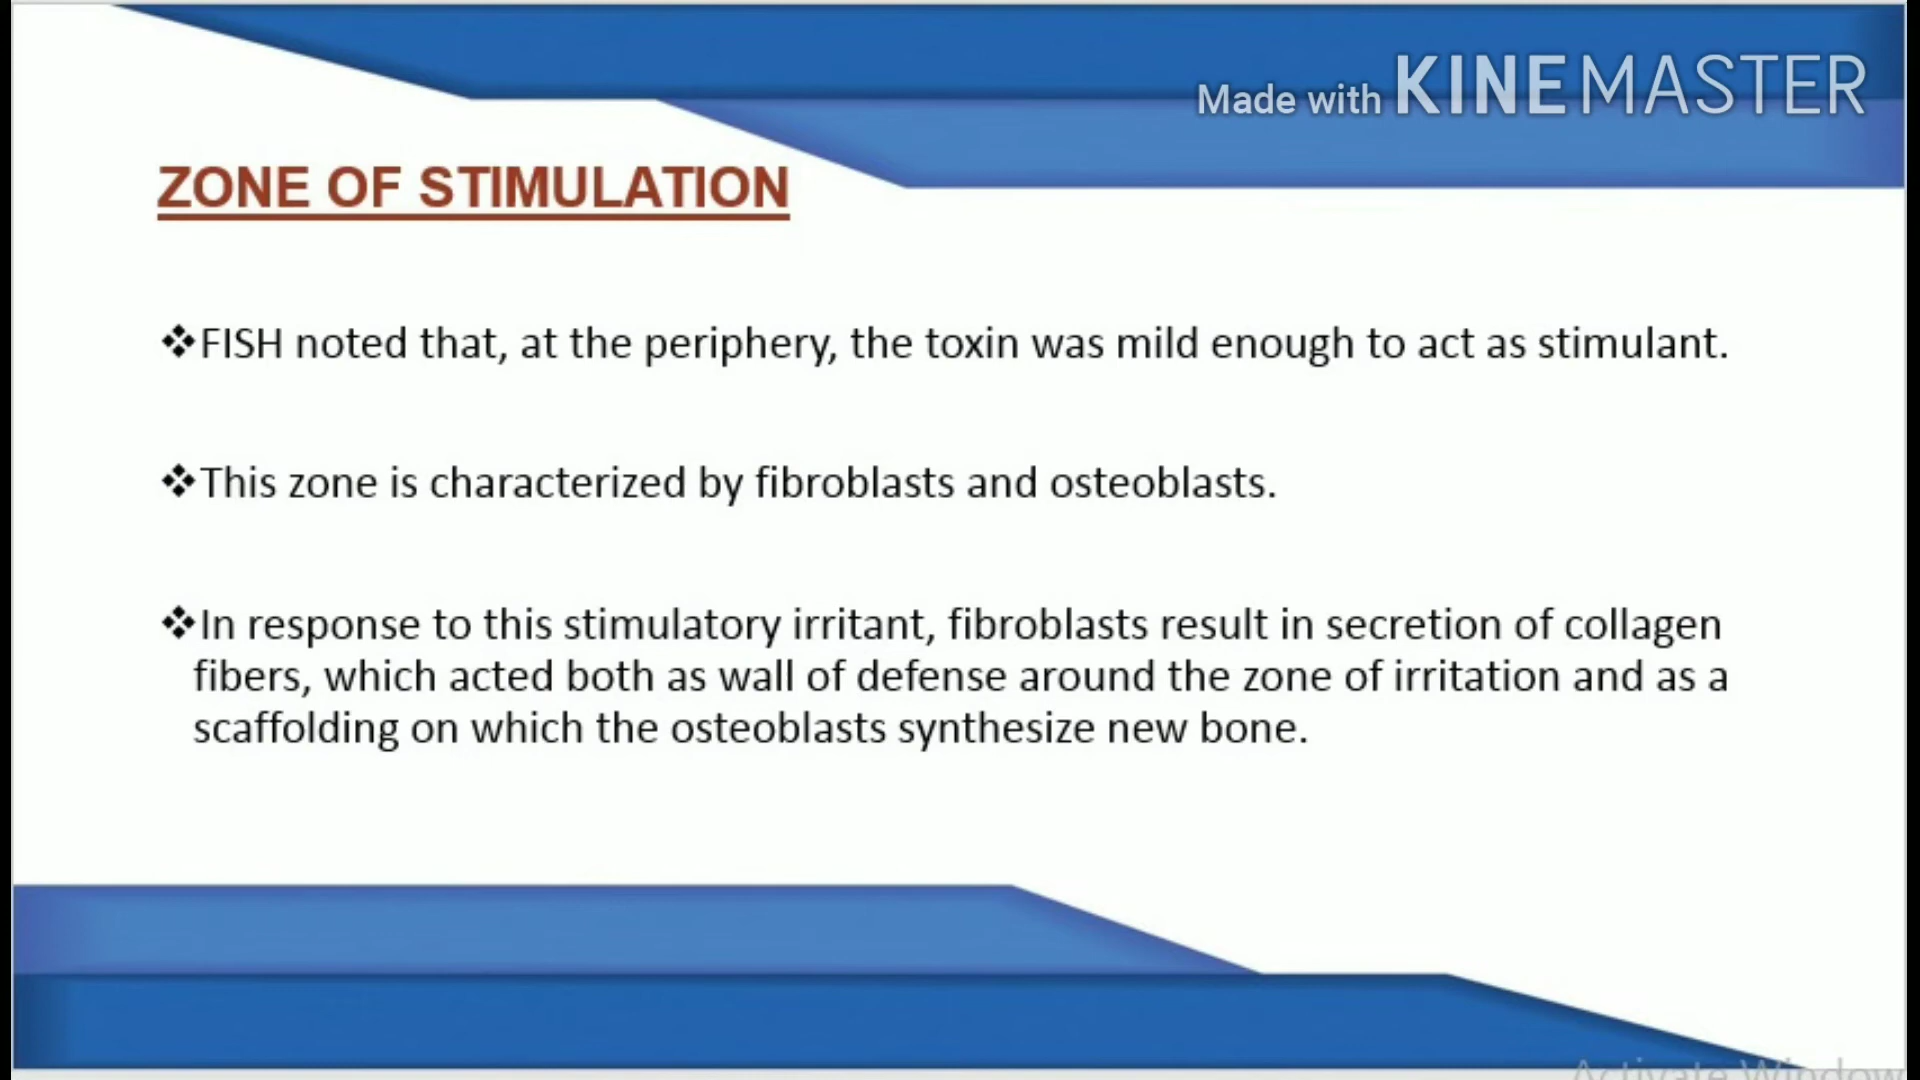 Made with KINEMASTER
ZONE OF STIMULATION
❖FISH noted that, at the periphery, the toxin was mild enough to act as stimulant.
❖This zone is characterized by fibroblasts and osteoblasts.
❖In response to this stimulatory irritant, fibroblasts result in secretion of collagen
fibers, which acted both as wall of defense around the zone of irritation and as a
scaffolding on which the osteoblasts synthesize new bone.
Activate Window